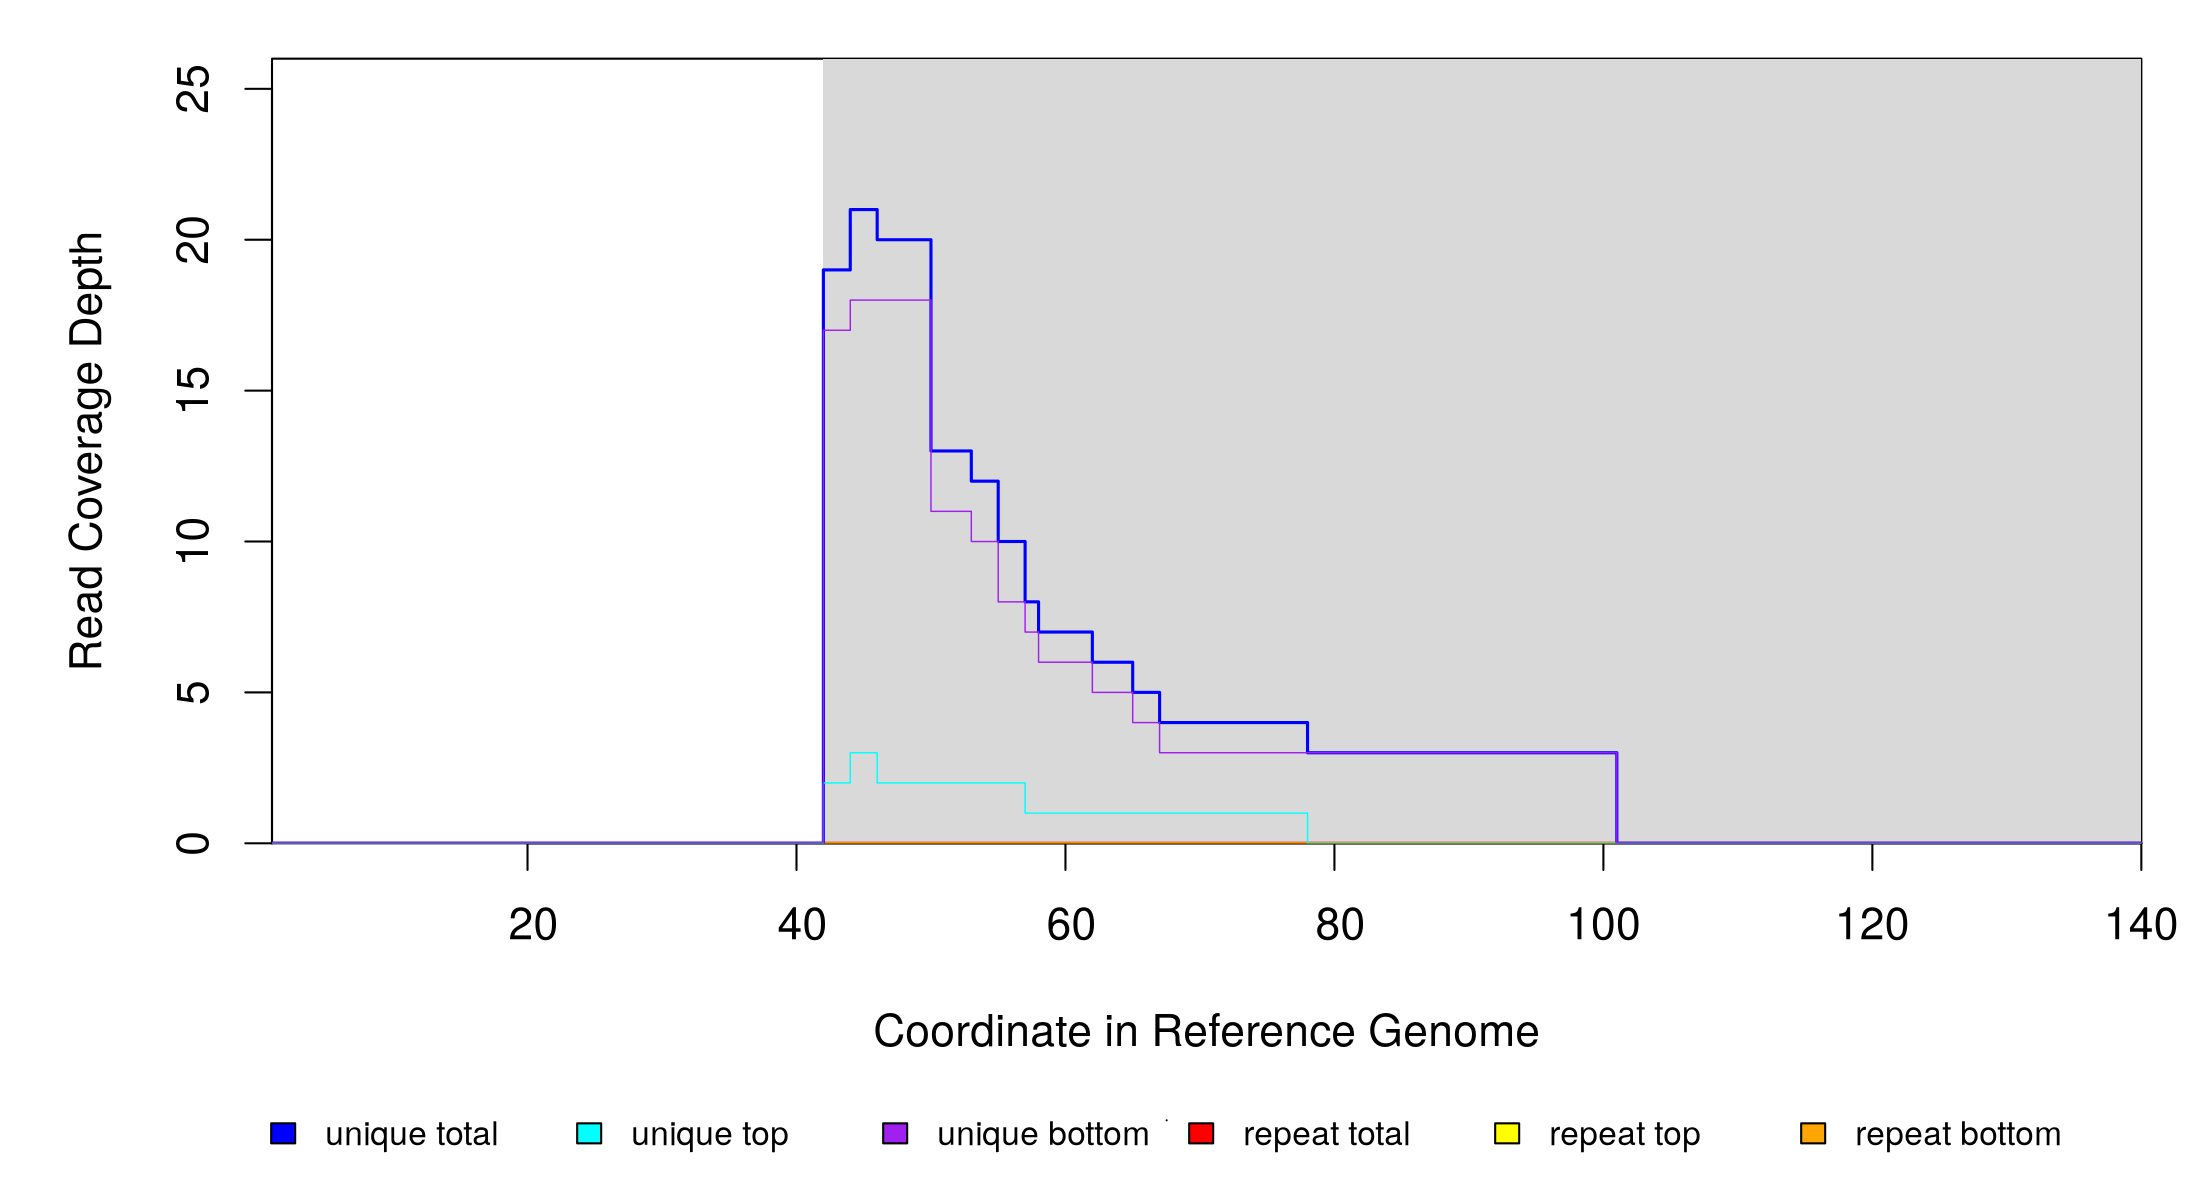 Read Coverage Depth
25
20
15
10
5
0
20 40 60 80 100 120 140
Coordinate in Reference Genome
unique total unique top unique bottom repeat total repeat top repeat bottom